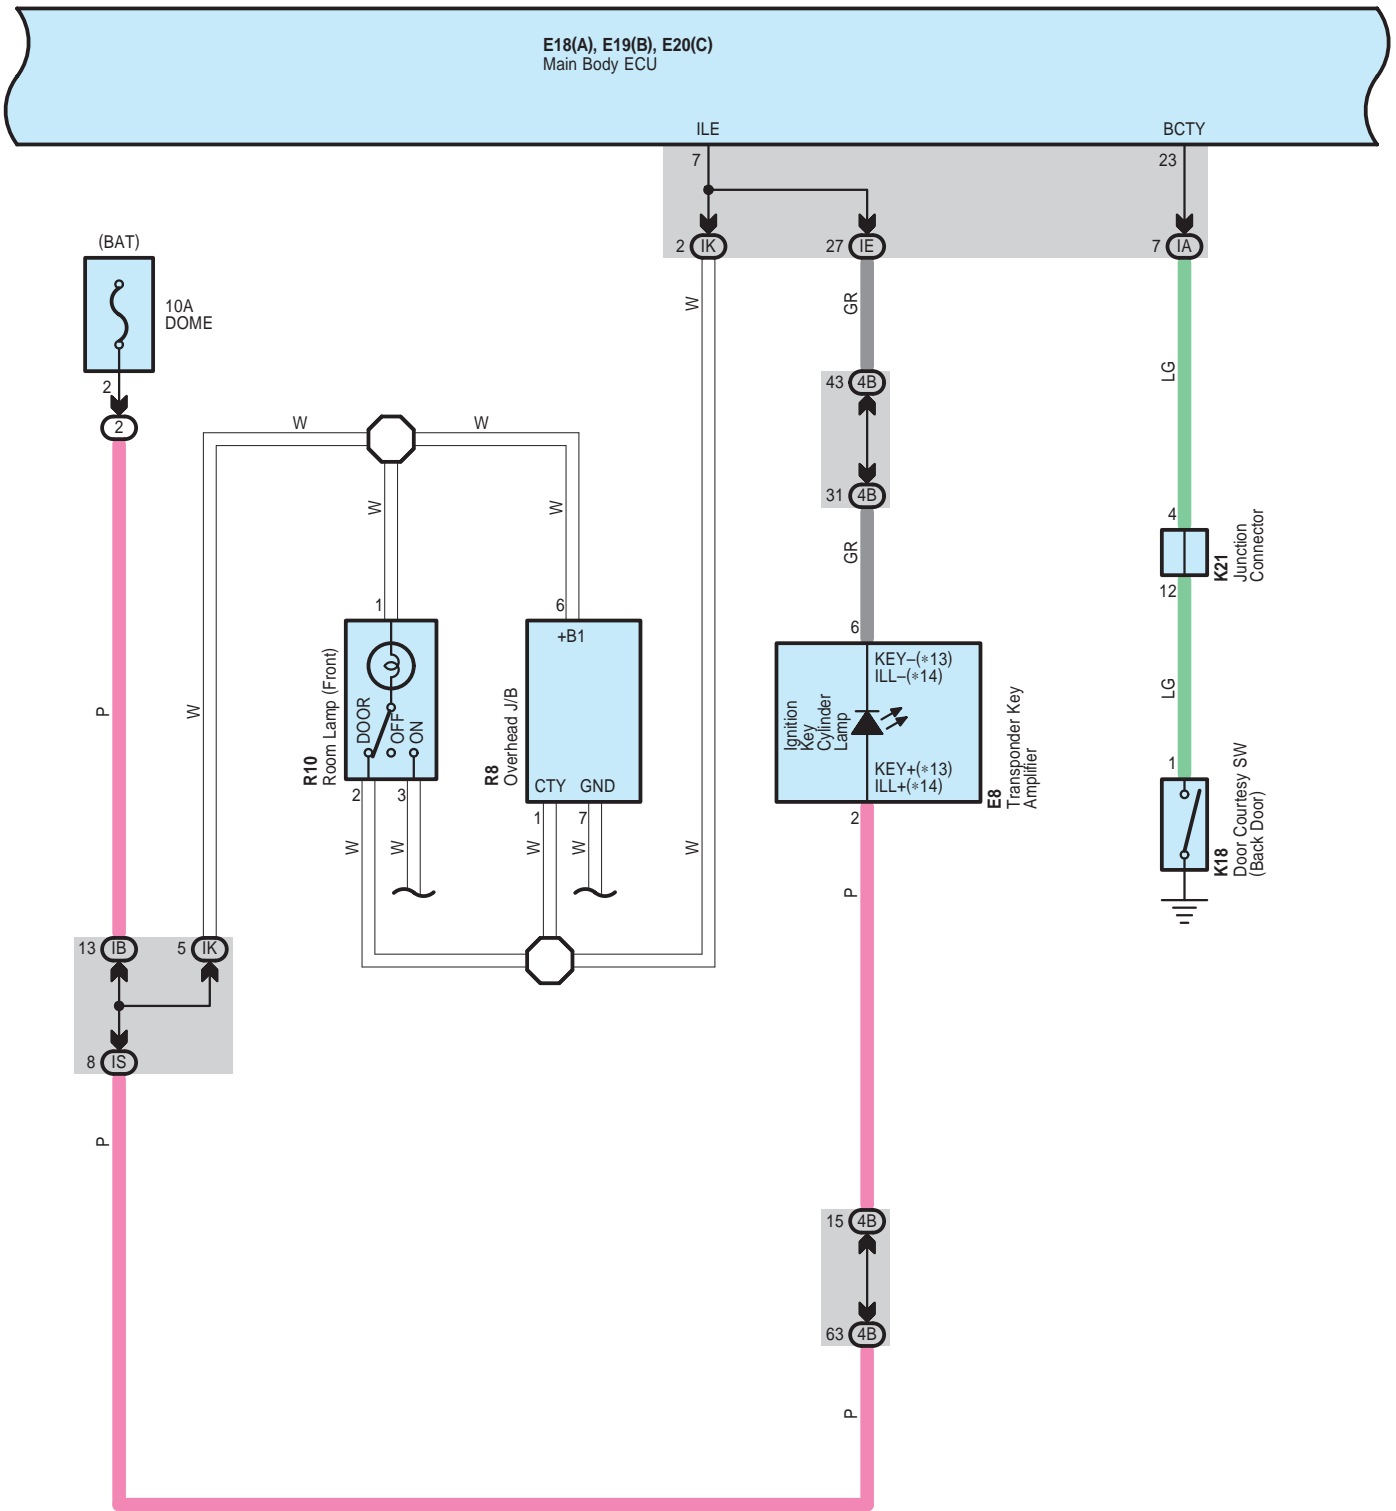 E18(A), E19(B), E20(C)
Main Body ECU
ILE
BCTY
7
23
2
IK
27
IE
7
IA
(BAT)
10A
DOME
2
2
W
GR
LG
43
4B
W
W
W
W
31
4B
GR
4
K21
Junction
Connector
12
1
6
+B1
6
KEY–(∗13)
ILL–(∗14)
LG
P
W
R10
Room Lamp (Front)
DOOR
OFF
ON
R8
Overhead J/B
CTY
GND
Ignition
Key
Cylinder
Lamp
KEY+(∗13)
ILL+(∗14)
E8
Transponder Key
Amplifier
1
K18
Door Courtesy SW
(Back Door)
2
3
1
7
2
W
W
W
W
W
P
13
IB
5
IK
8
IS
P
15
4B
63
4B
P